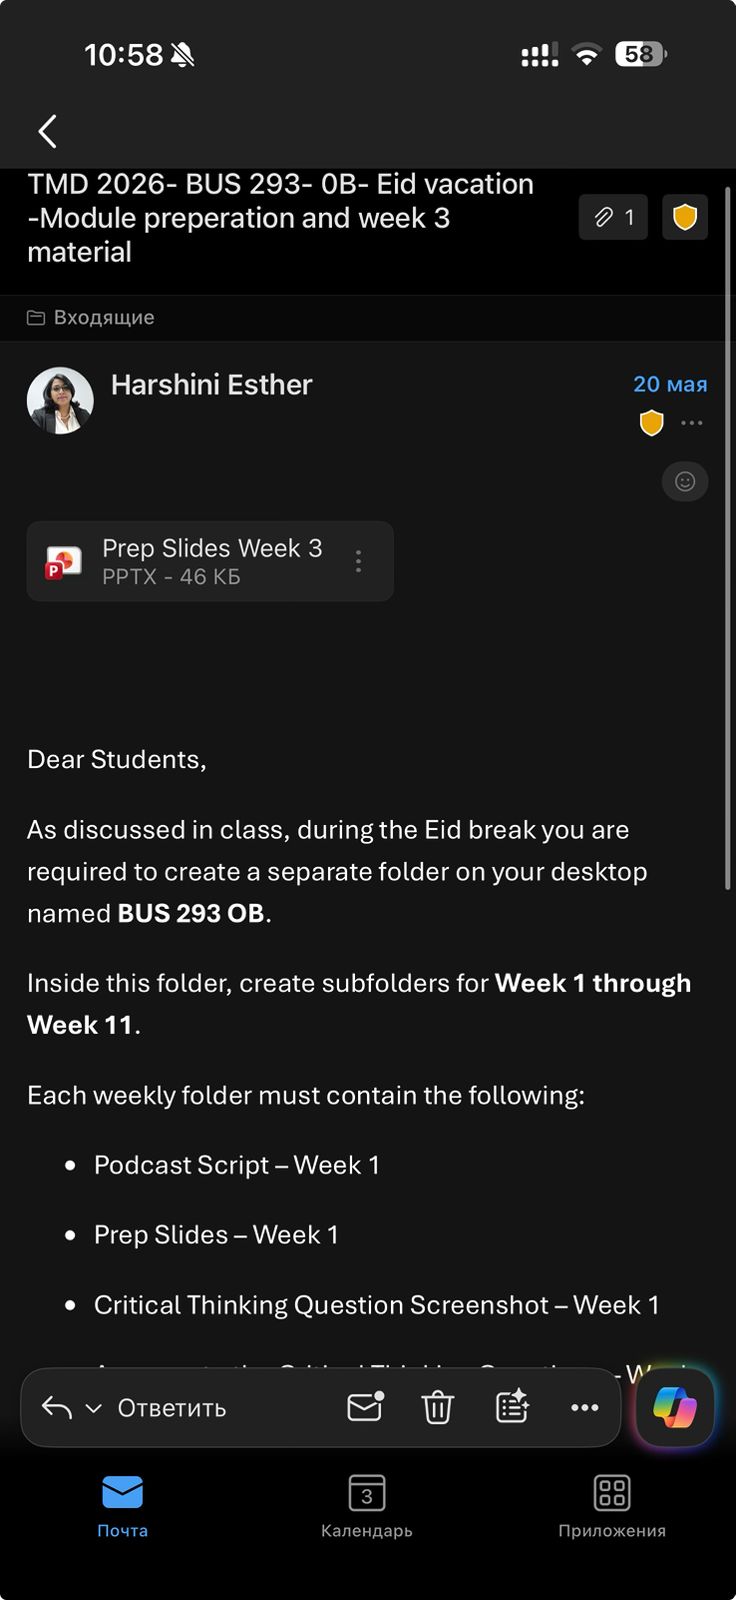 10:58
58
TMD 2026- BUS 293- 0B- Eid vacation
-Module preperation and week 3
material
1
Входящие
Harshini Esther
20 мая
Prep Slides Week 3
PPTX - 46 КБ
Dear Students,
As discussed in class, during the Eid break you are
required to create a separate folder on your desktop
named BUS 293 OB.
Inside this folder, create subfolders for Week 1 through
Week 11.
Each weekly folder must contain the following:
• Podcast Script – Week 1
• Prep Slides – Week 1
• Critical Thinking Question Screenshot – Week 1
Ответить
3
Почта
Календарь
Приложения